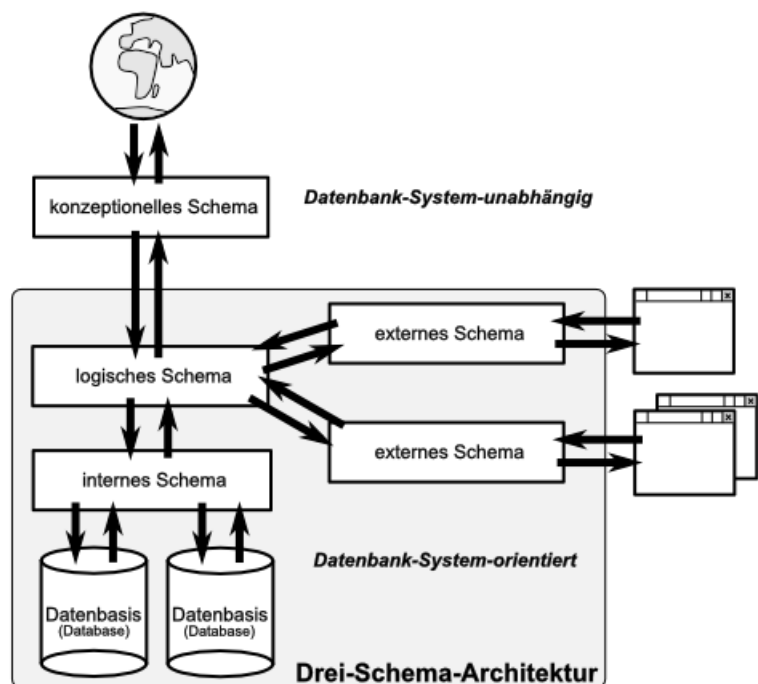 konzeptionelles Schema
Datenbank-System-unabhängig
externes Schema
logisches Schema
externes Schema
internes Schema
Datenbank-System-orientiert
Datenbasis
(Database)
Datenbasis
(Database)
Drei-Schema-Architektur